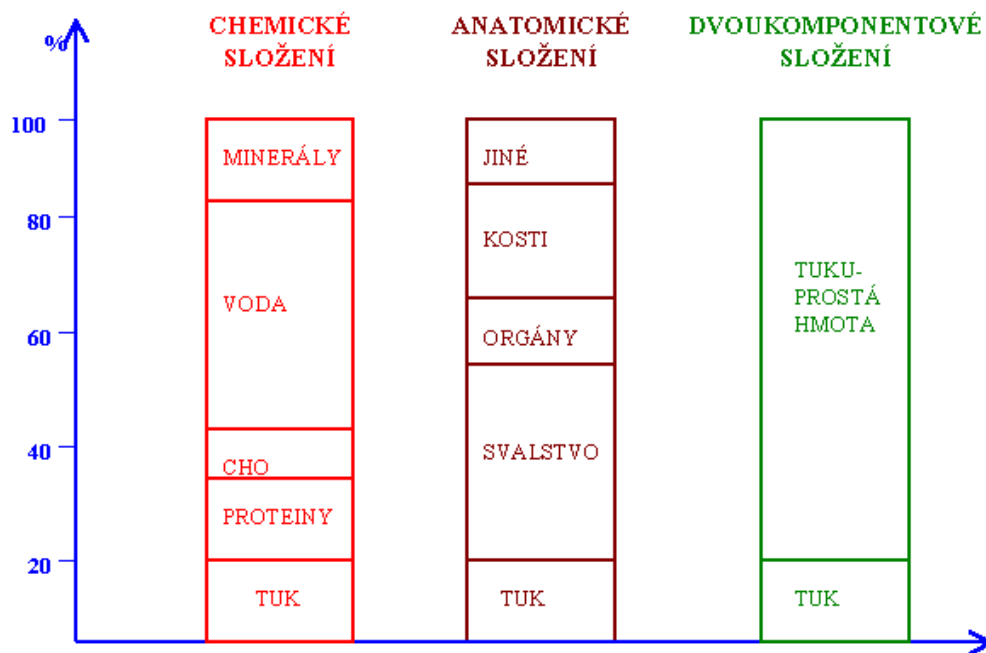 %
CHEMICKÉ
SLOŽENÍ
ANATOMICKÉ
SLOŽENÍ
DVOUKOMPONENTOVÉ
SLOŽENÍ
100
80
60
40
20
MINERÁLY
VODA
CHO
PROTEINY
TUK
JINÉ
KOSTI
ORGÁNY
SVALSTVO
TUK
TUKU-
PROSTÁ
HMOTA
TUK